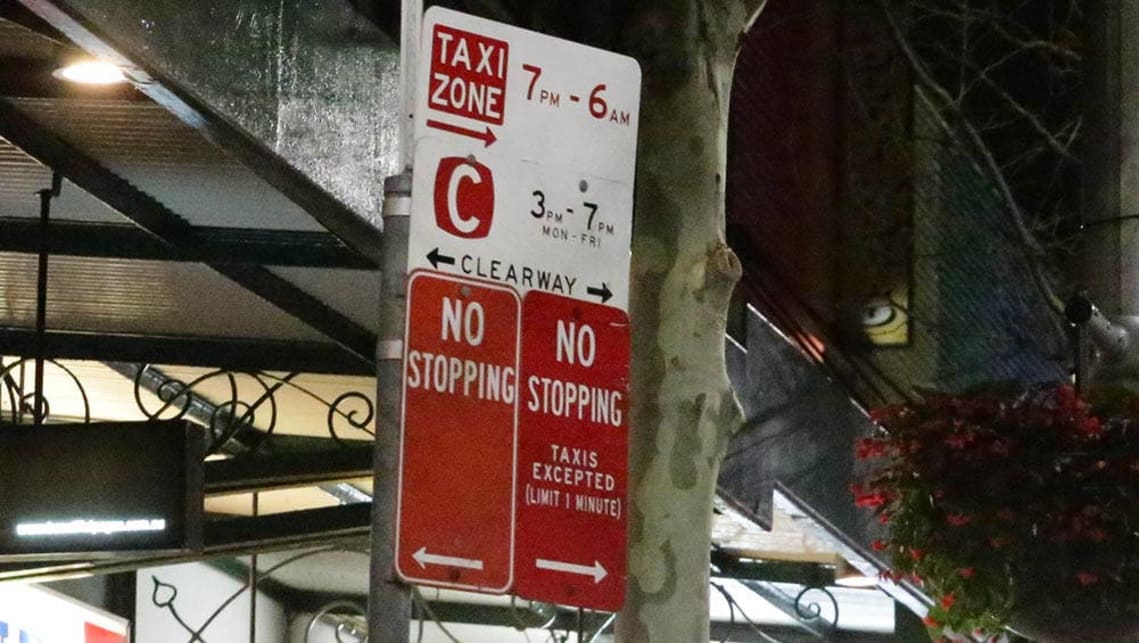 TAXI
ZONE
7PM - 6AM
C
3PM - 7PM
MON - FRI
CLEARWAY
NO
STOPPING
NO
STOPPING
TAXIS
EXCEPTED
(LIMIT 1 MINUTE)